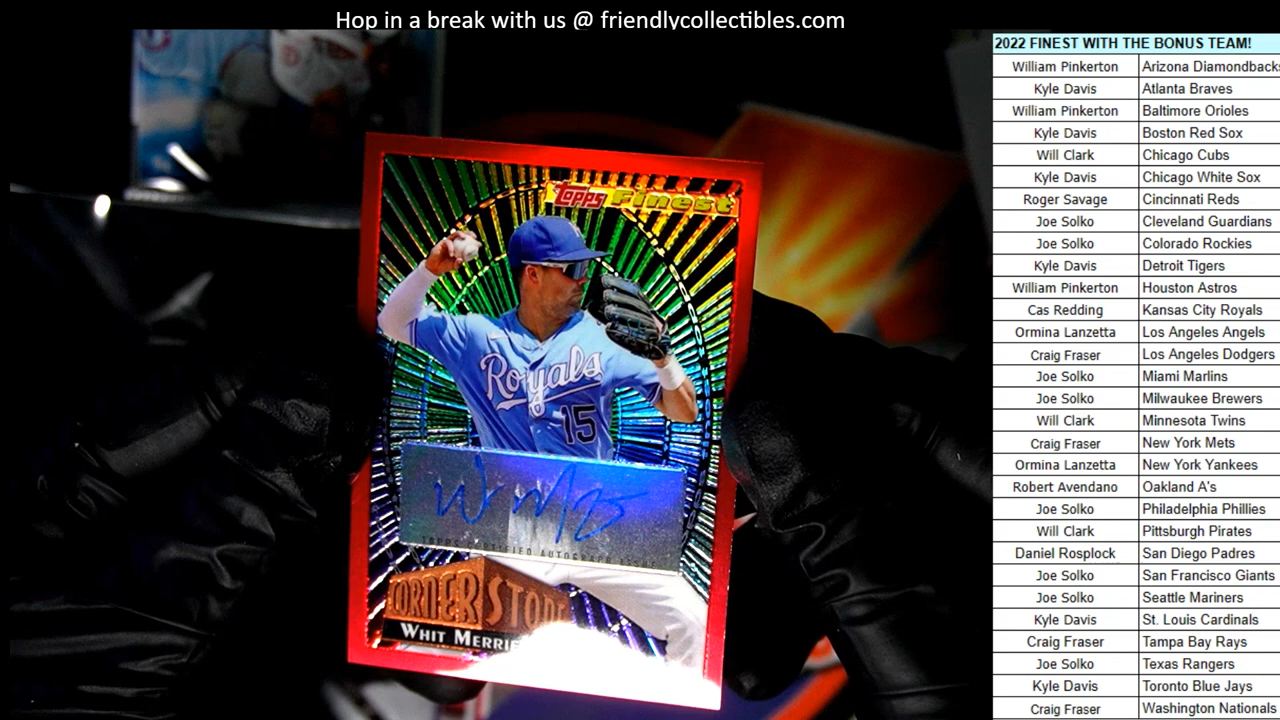 Hop in a break with us @ friendlycollectibles.com
2022 FINEST WITH THE BONUS TEAM!
William Pinkerton Arizona Diamondbacks
Kyle Davis Atlanta Braves
William Pinkerton Baltimore Orioles
Kyle Davis Boston Red Sox
Will Clark Chicago Cubs
Kyle Davis Chicago White Sox
Roger Savage Cincinnati Reds
Joe Solko Cleveland Guardians
Joe Solko Colorado Rockies
Kyle Davis Detroit Tigers
William Pinkerton Houston Astros
Cas Redding Kansas City Royals
Ormina Lanzetta Los Angeles Angels
Craig Fraser Los Angeles Dodgers
Joe Solko Miami Marlins
Joe Solko Milwaukee Brewers
Will Clark Minnesota Twins
Craig Fraser New York Mets
Ormina Lanzetta New York Yankees
Robert Avendano Oakland A's
Joe Solko Philadelphia Phillies
Will Clark Pittsburgh Pirates
Daniel Rosplock San Diego Padres
Joe Solko San Francisco Giants
Joe Solko Seattle Mariners
Kyle Davis St. Louis Cardinals
Craig Fraser Tampa Bay Rays
Joe Solko Texas Rangers
Kyle Davis Toronto Blue Jays
Craig Fraser Washington Nationals
Topps Finest
Royals
15
AUTOGRAPH
CORNERSTONE
WHIT MERRIF